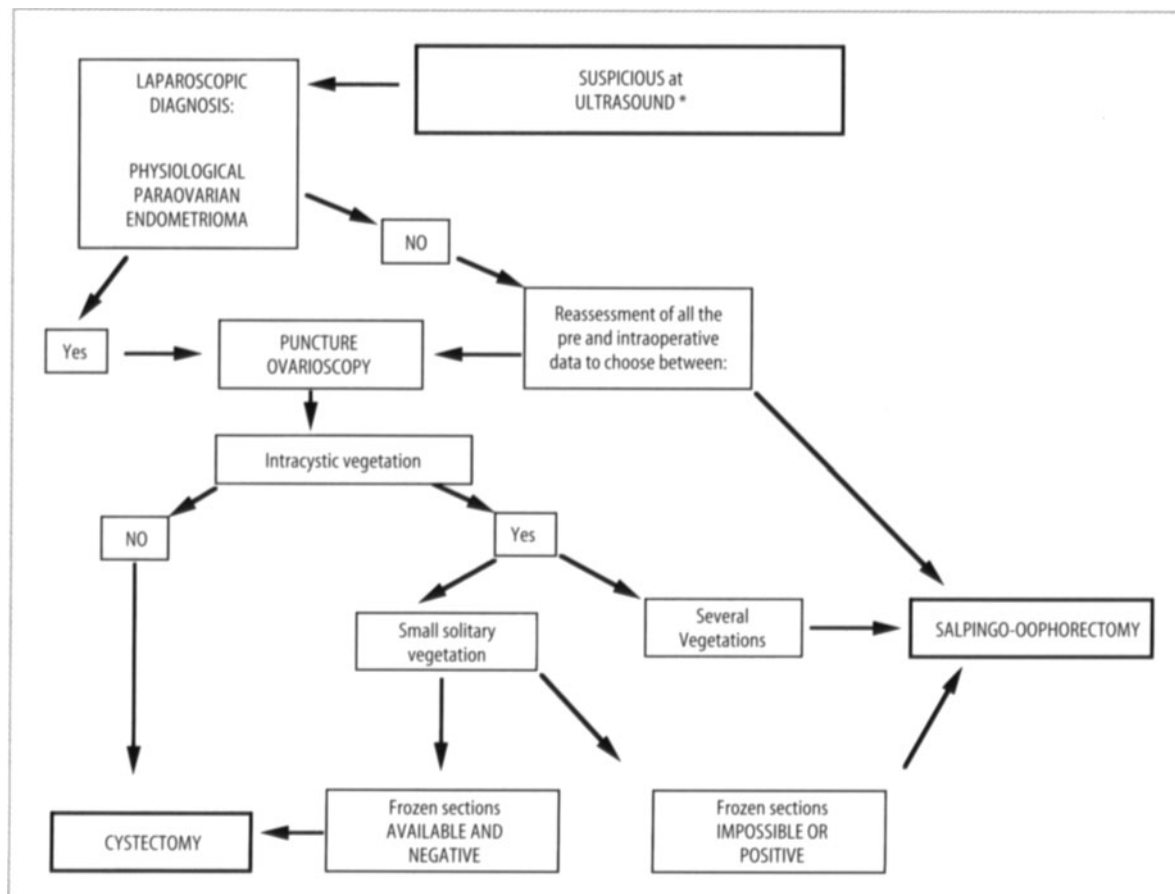 LAPAROSCOPIC
DIAGNOSIS:
PHYSIOLOGICAL
PARAOVARIAN
ENDOMETRIOMA
SUSPICIOUS at
ULTRASOUND *
NO
Reassessment of all the
pre and intraoperative
data to choose between:
Yes
PUNCTURE
OVARIOSCOPY
Intracystic vegetation
NO
Yes
Small solitary
vegetation
Several
Vegetations
SALPINGO-OOPHORECTOMY
CYSTECTOMY
Frozen sections
AVAILABLE AND
NEGATIVE
Frozen sections
IMPOSSIBLE OR
POSITIVE